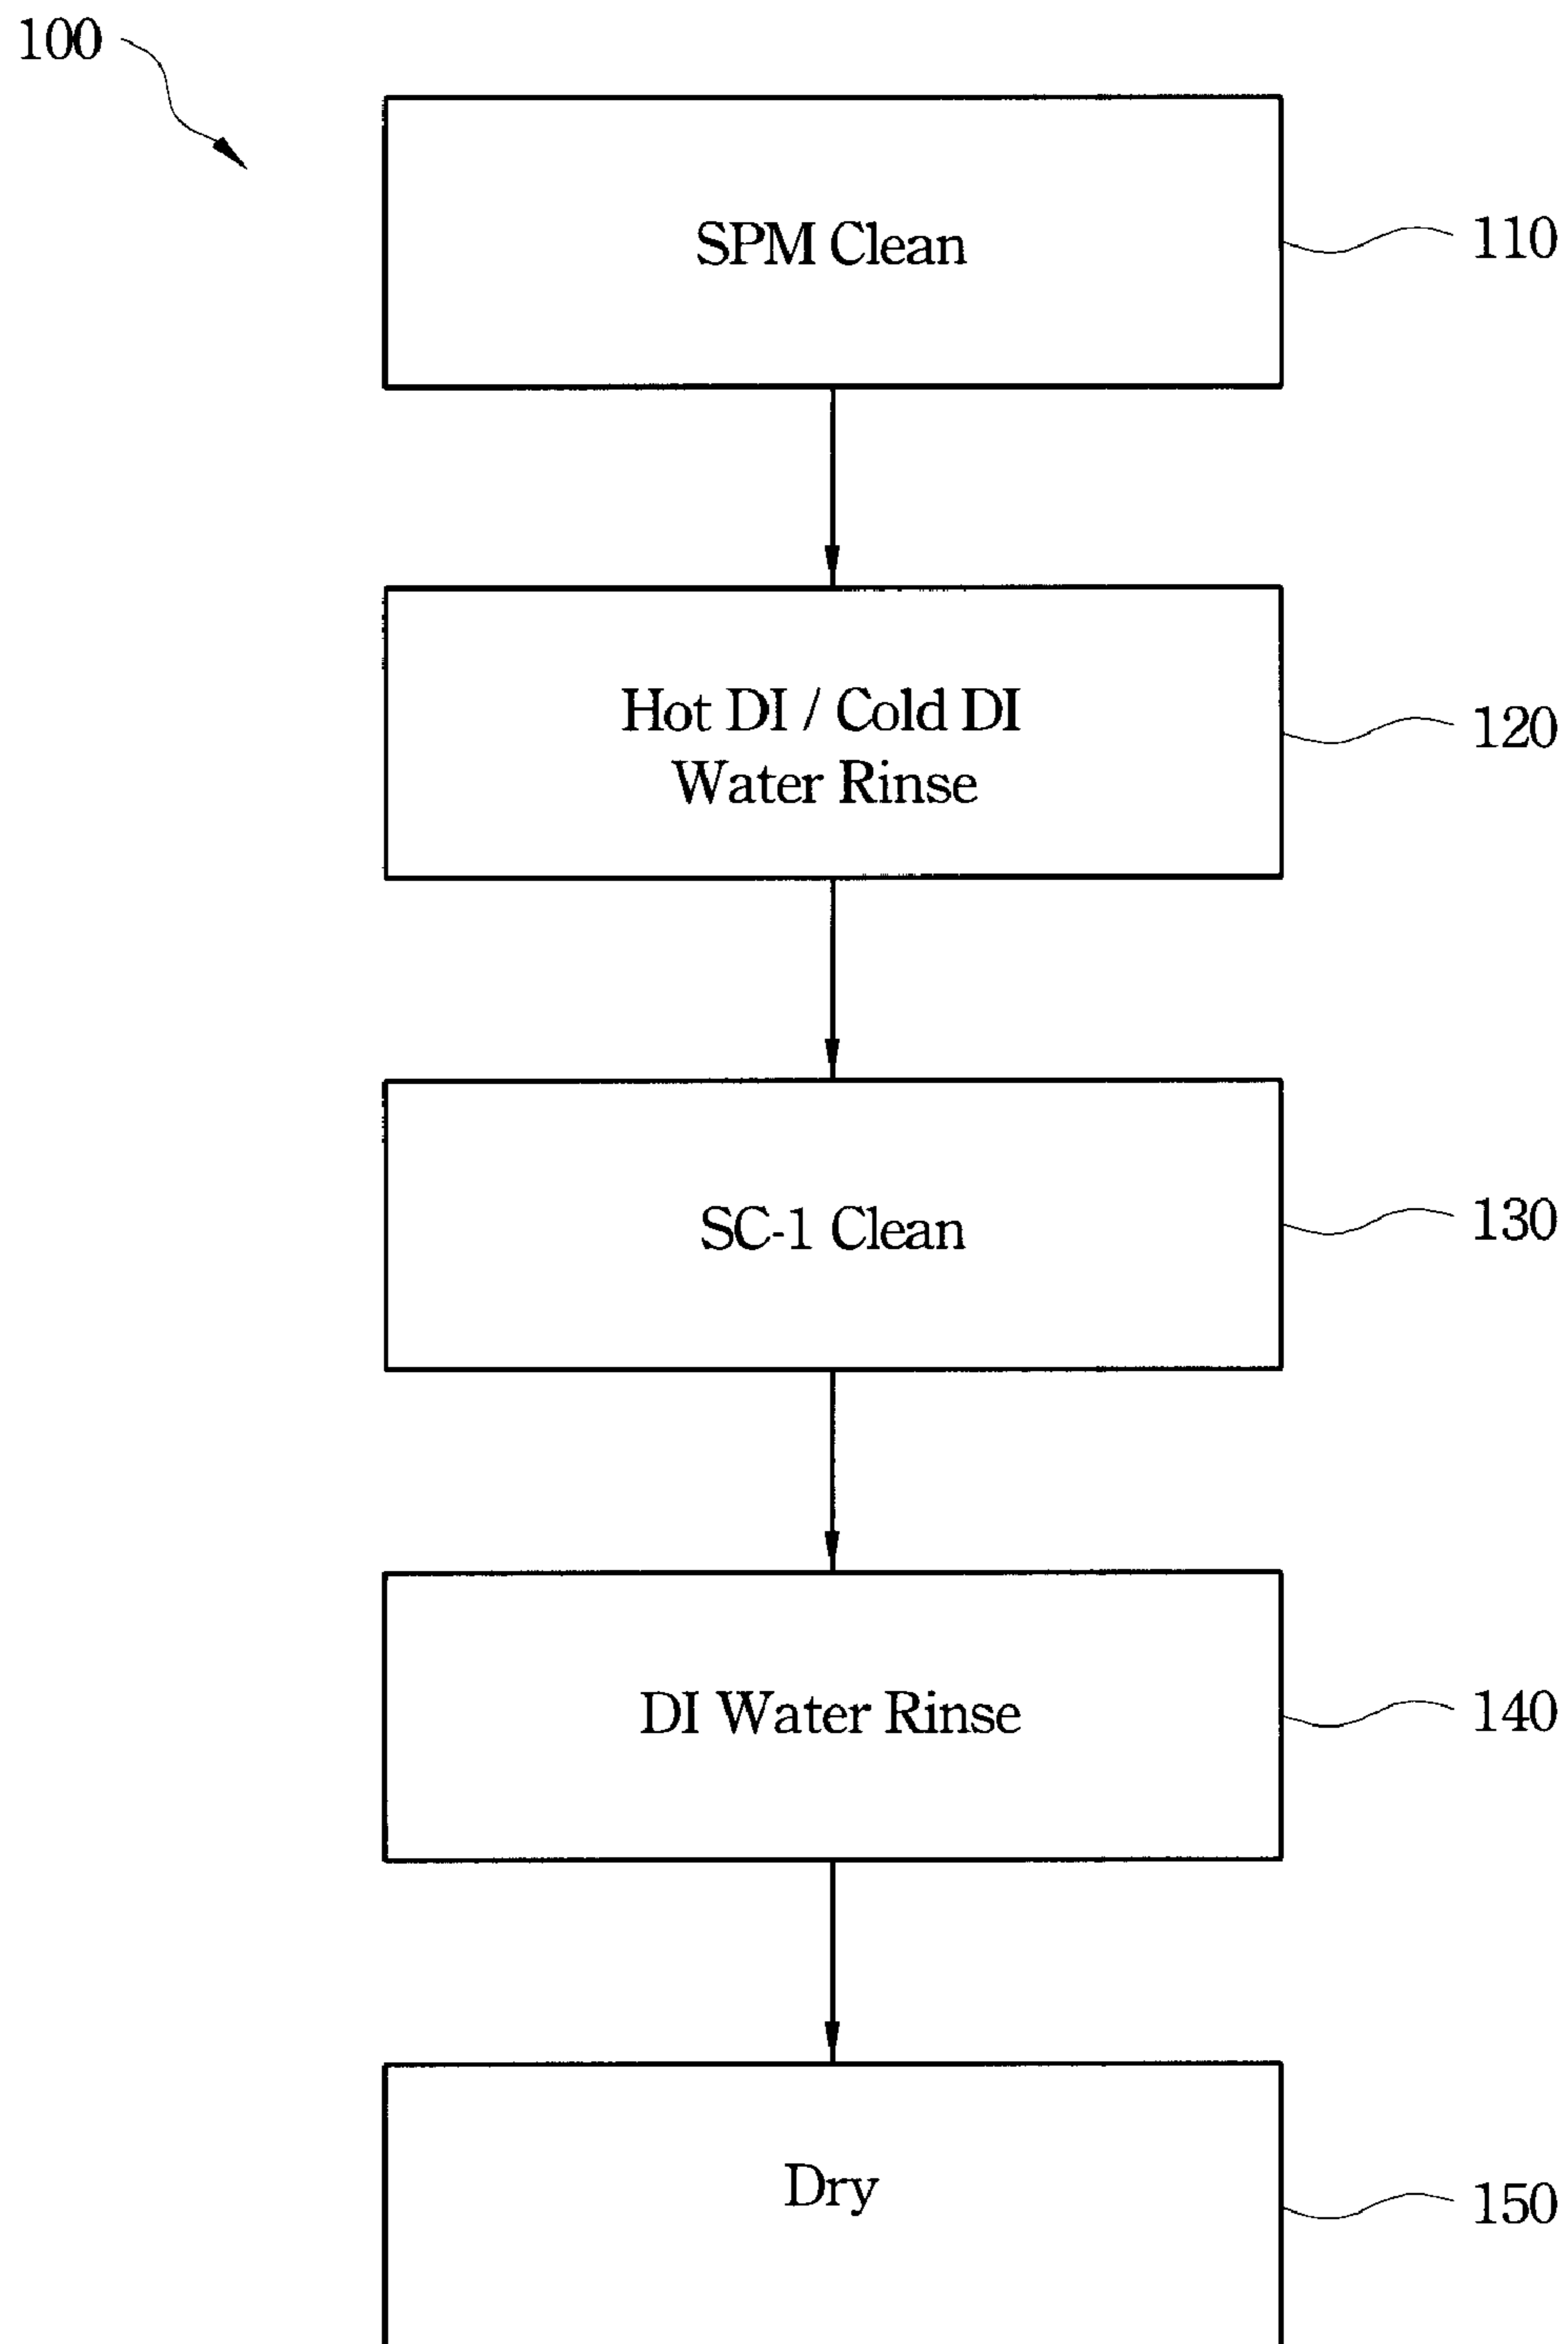 100
SPM Clean
110
Hot DI / Cold DI
Water Rinse
120
SC-1 Clean
130
DI Water Rinse
140
Dry
150